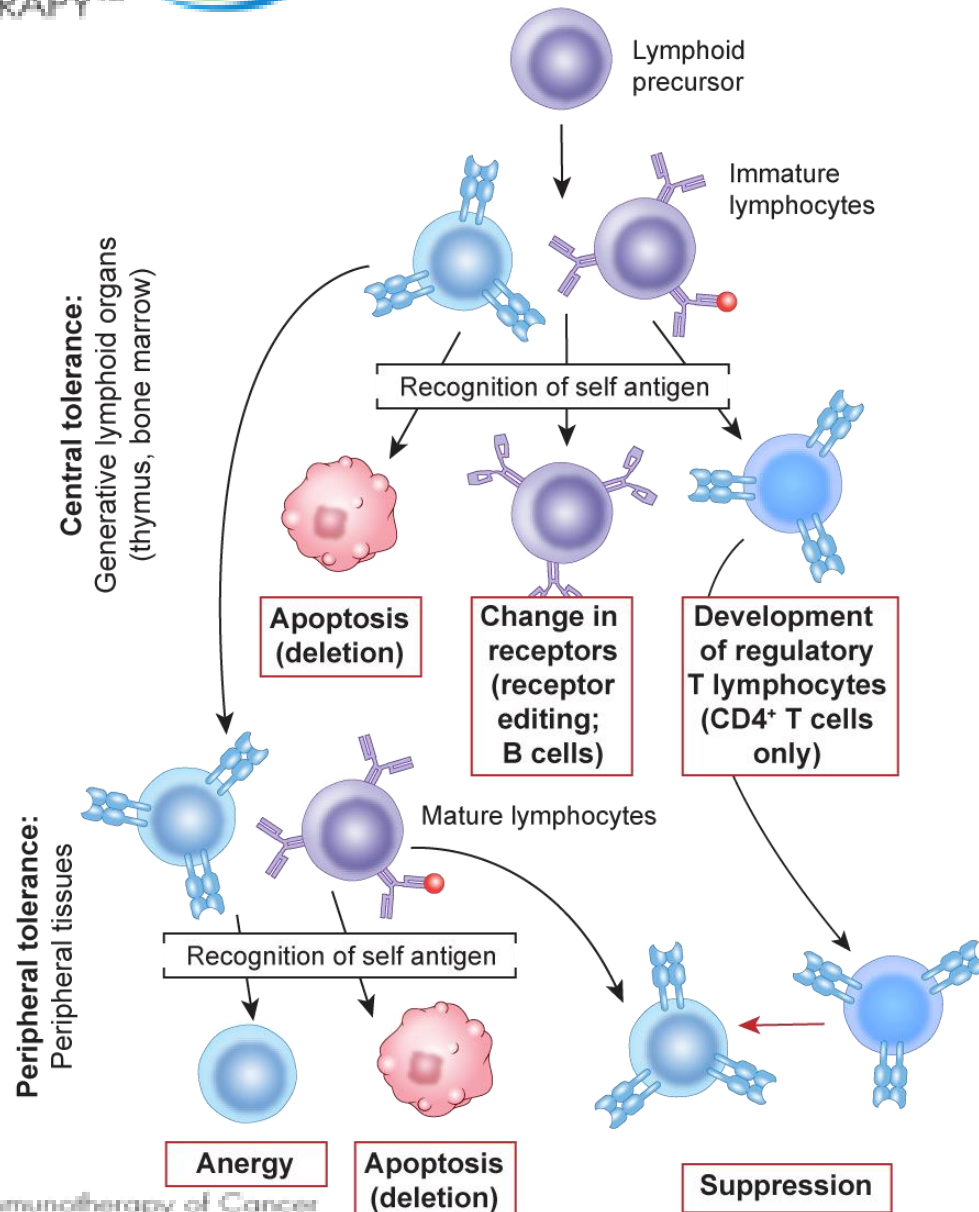 Lymphoid
precursor
Immature
lymphocytes
Central tolerance:
Generative lymphoid organs
(thymus, bone marrow)
Recognition of self antigen
Apoptosis
(deletion)
Change in
receptors
(receptor
editing;
B cells)
Development
of regulatory
T lymphocytes
(CD4⁺ T cells
only)
Mature lymphocytes
Peripheral tolerance:
Peripheral tissues
Recognition of self antigen
Anergy
Apoptosis
(deletion)
Suppression
of Cancer